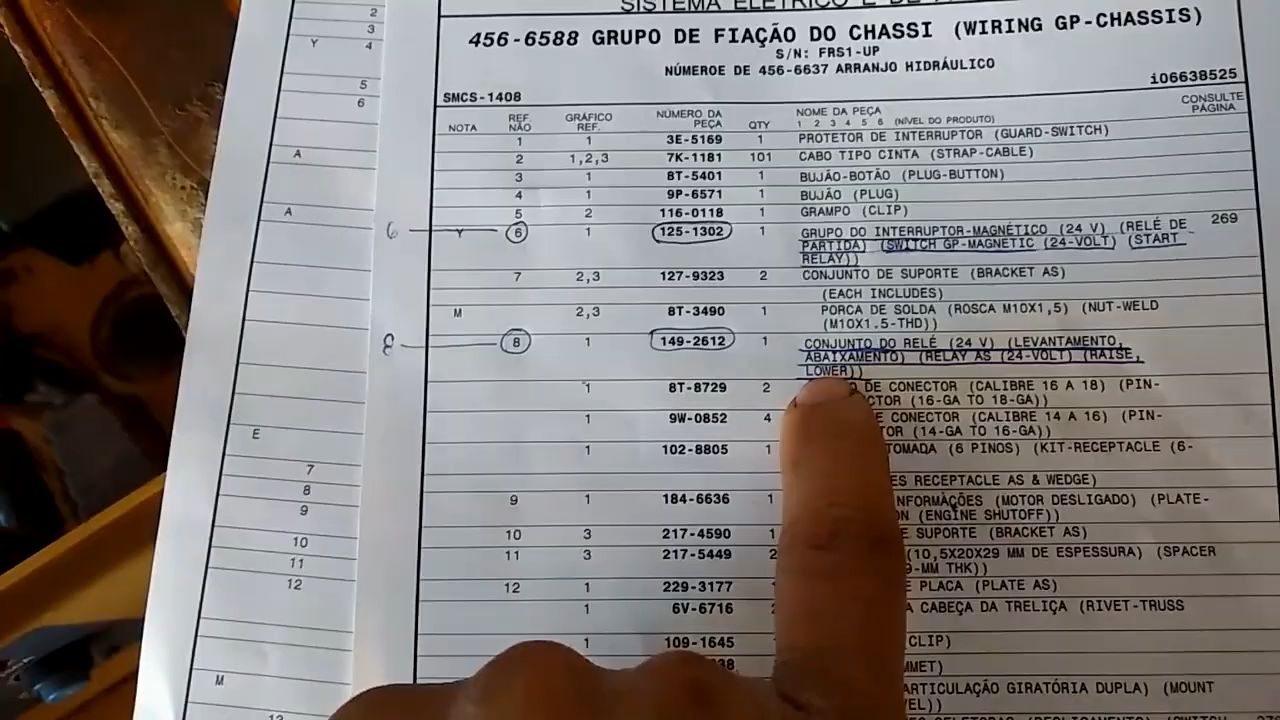 SISTEMA ELÉTRICO E DE
456-6588 GRUPO DE FIAÇÃO DO CHASSI (WIRING GP-CHASSIS)
S/N: FRS1-UP
NÚMEROE DE 456-6637 ARRANJO HIDRÁULICO
i06638525
SMCS-1408
NOTA REF. NÃO GRÁFICO REF. NÚMERO DA PEÇA QTY NOME DA PEÇA 1 2 3 4 5 6 (NÍVEL DO PRODUTO) CONSULTE PÁGINA
1 1 3E-5169 1 PROTETOR DE INTERRUPTOR (GUARD-SWITCH)
2 1,2,3 7K-1181 101 CABO TIPO CINTA (STRAP-CABLE)
3 1 8T-5401 1 BUJÃO-BOTÃO (PLUG-BUTTON)
4 1 9P-6571 1 BUJÃO (PLUG)
5 2 116-0118 1 GRAMPO (CLIP)
6 Y 6 1 125-1302 1 GRUPO DO INTERRUPTOR-MAGNÉTICO (24 V) (RELÉ DE 269
PARTIDA) (SWITCH GP-MAGNETIC (24-VOLT) (START
RELAY))
7 2,3 127-9323 2 CONJUNTO DE SUPORTE (BRACKET AS)
(EACH INCLUDES)
M 2,3 8T-3490 1 PORCA DE SOLDA (ROSCA M10X1,5) (NUT-WELD
(M10X1.5-THD))
8 8 1 149-2612 1 CONJUNTO DO RELÉ (24 V) (LEVANTAMENTO,
ABAIXAMENTO) (RELAY AS (24-VOLT) (RAISE,
LOWER))
1 8T-8729 2 DE CONECTOR (CALIBRE 16 A 18) (PIN-
CTOR (16-GA TO 18-GA))
1 9W-0852 4 E CONECTOR (CALIBRE 14 A 16) (PIN-
TOR (14-GA TO 16-GA))
1 102-8805 1 TOMADA (6 PINOS) (KIT-RECEPTACLE (6-
ES RECEPTACLE AS & WEDGE)
9 1 184-6636 1 NFORMAÇÕES (MOTOR DESLIGADO) (PLATE-
ON (ENGINE SHUTOFF))
10 3 217-4590 1 E SUPORTE (BRACKET AS)
11 3 217-5449 2 (10,5X20X29 MM DE ESPESSURA) (SPACER
9-MM THK))
12 1 229-3177 E PLACA (PLATE AS)
1 6V-6716 A CABEÇA DA TRELIÇA (RIVET-TRUSS
1 109-1645 (CLIP)
38 MMET)
ARTICULAÇÃO GIRATÓRIA DUPLA) (MOUNT
VEL))
2
3
Y 4
5
6
A
A
E
7
8
9
10
11
12
M